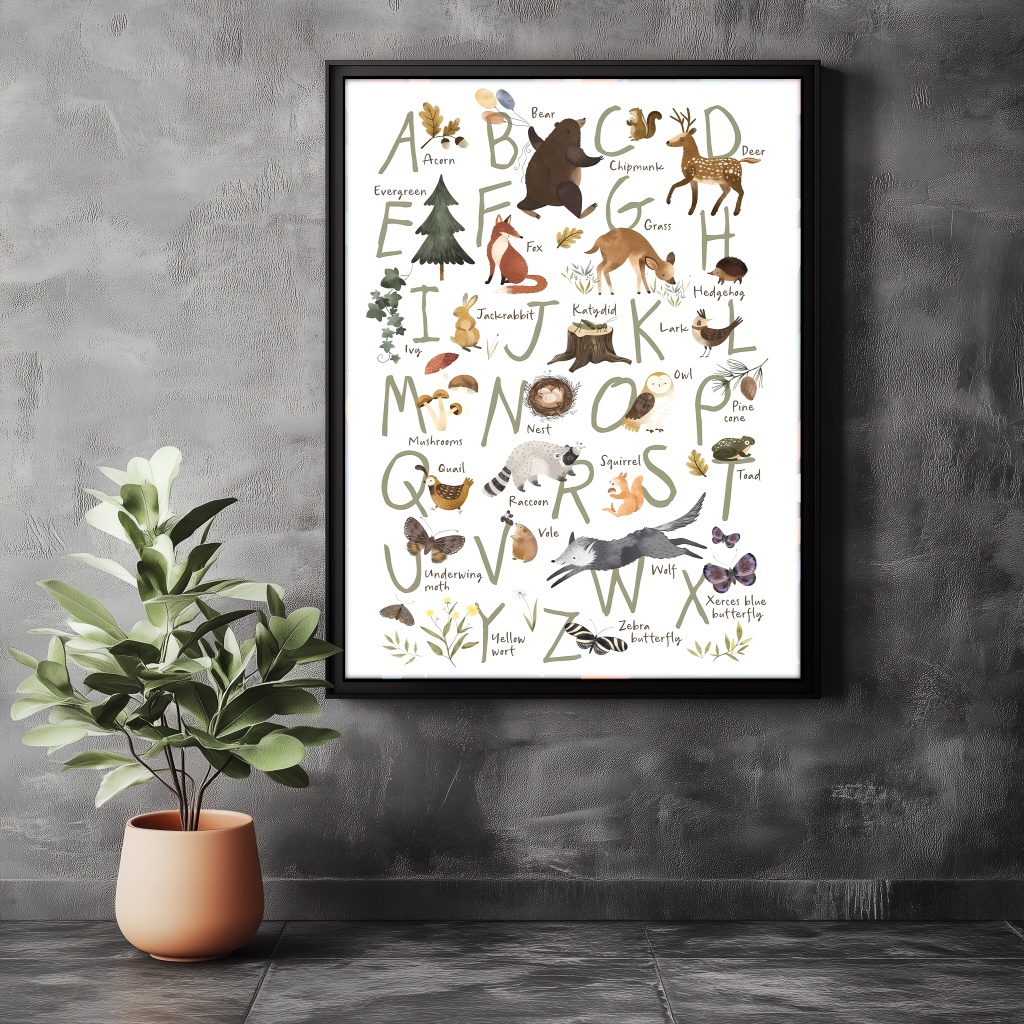 A
Acorn
B
Bear
C
Chipmunk
D
Deer
Evergreen
E
F
Fox
G
Grass
H
Hedgehog
I
Ivy
Jackrabbit
J
Katydid
K
Lark
L
M
Mushrooms
N
Nest
O
Owl
P
Pine
cone
Q
Quail
Raccoon
R
Squirrel
S
T
Toad
U
Underwing
moth
V
Vole
W
Wolf
X
Xerces blue
butterfly
Y
Yellow
wort
Z
Zebra
butterfly